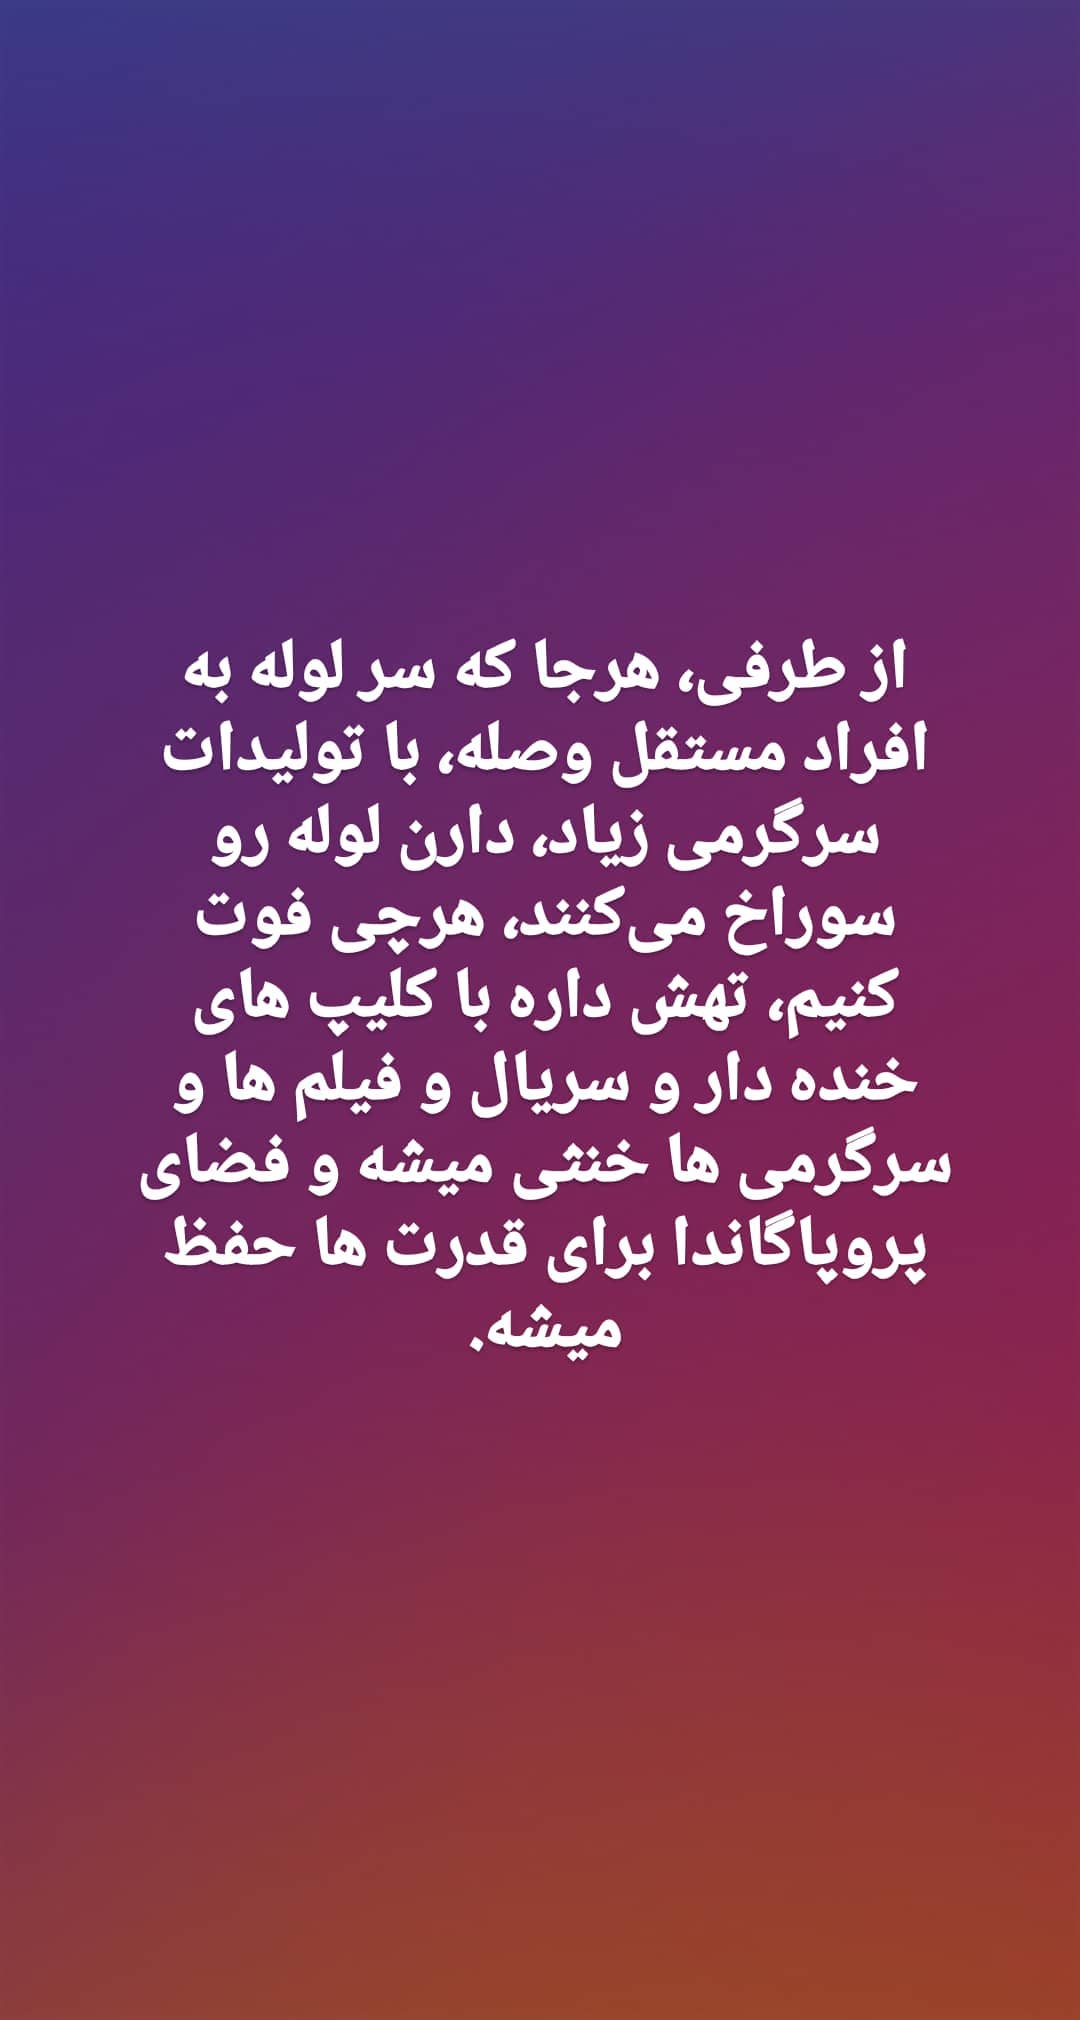 از طرفی، هرجا که سر لوله به
افراد مستقل وصله، با تولیدات
سرگرمی زیاد، دارن لوله رو
سوراخ می‌کنند، هرچی فوت
کنیم، تهش داره با کلیپ های
خنده دار و سریال و فیلم ها و
سرگرمی ها خنثی میشه و فضای
پروپاگاندا برای قدرت ها حفظ
میشه.